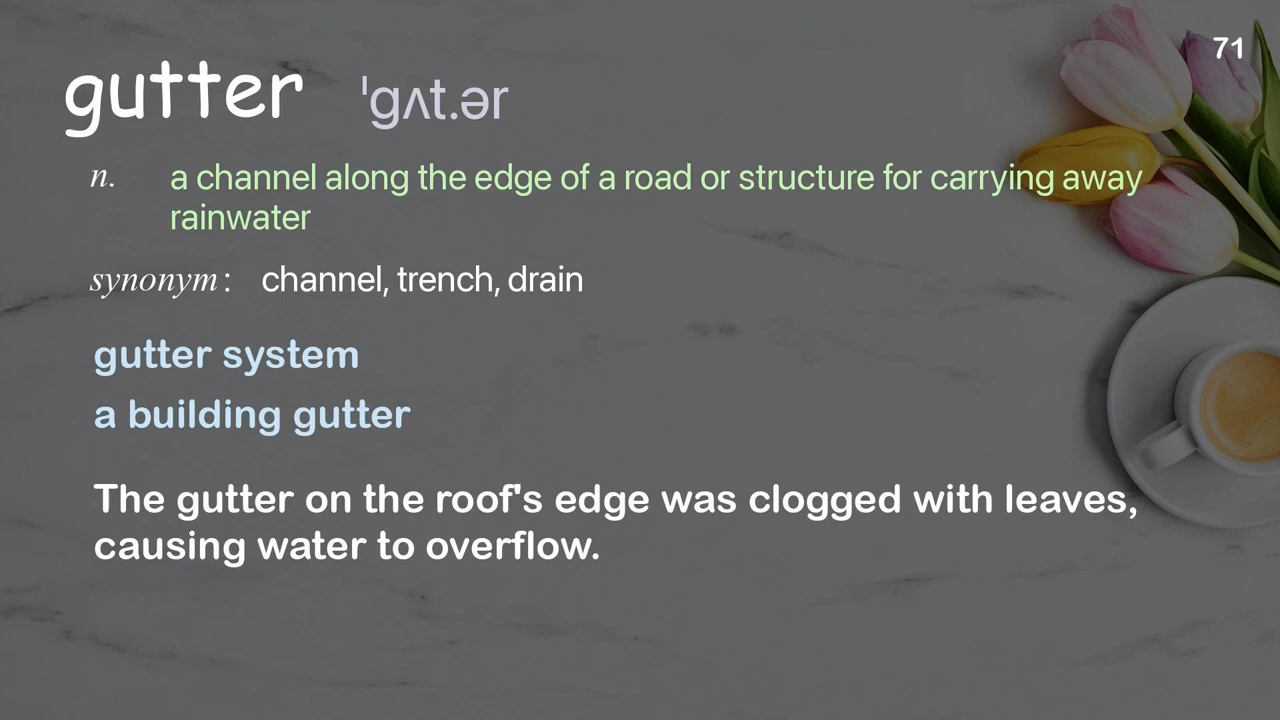 71
gutter ˈgʌt.ər
n. a channel along the edge of a road or structure for carrying away
rainwater
synonym: channel, trench, drain
gutter system
a building gutter
The gutter on the roof's edge was clogged with leaves,
causing water to overflow.